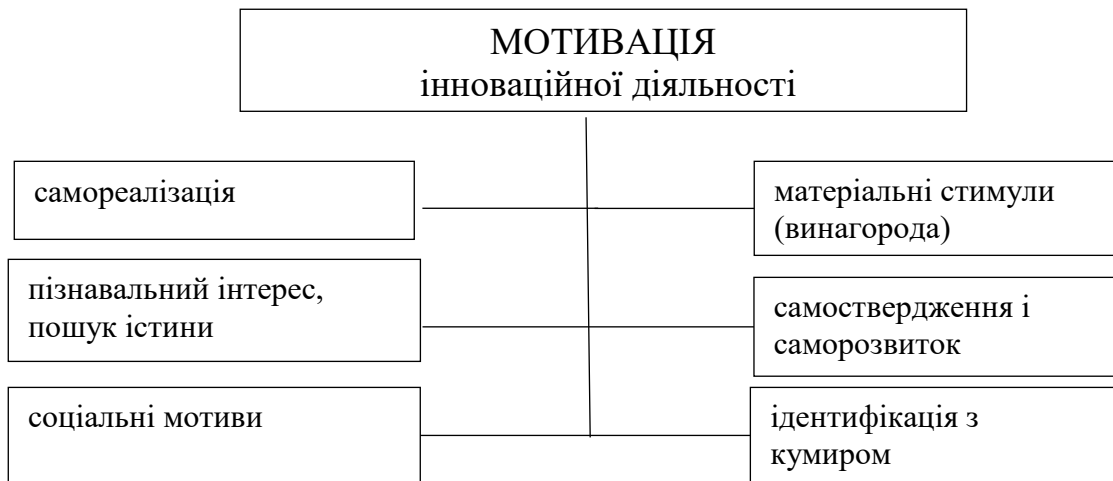 МОТИВАЦІЯ
інноваційної діяльності
самореалізація
матеріальні стимули
(винагорода)
пізнавальний інтерес,
пошук істини
самоствердження і
саморозвиток
соціальні мотиви
ідентифікація з
кумиром